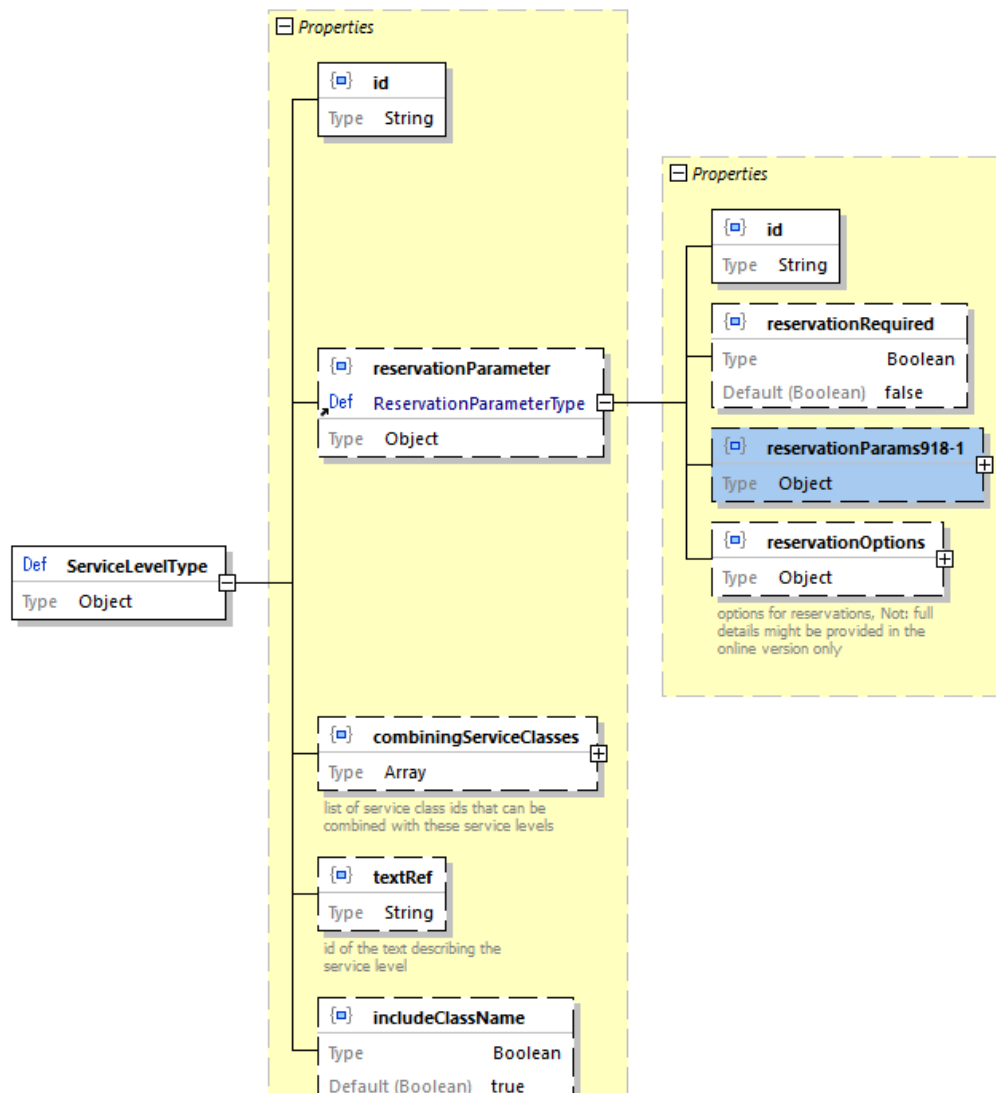 Properties
id
Type String
Properties
id
Type String
reservationRequired
Type Boolean
Default (Boolean) false
reservationParameter
Def ReservationParameterType
Type Object
reservationParams918-1
Type Object
reservationOptions
Type Object
options for reservations, Not: full
details might be provided in the
online version only
Def ServiceLevelType
Type Object
combiningServiceClasses
Type Array
list of service class ids that can be
combined with these service levels
textRef
Type String
id of the text describing the
service level
includeClassName
Type Boolean
Default (Boolean) true